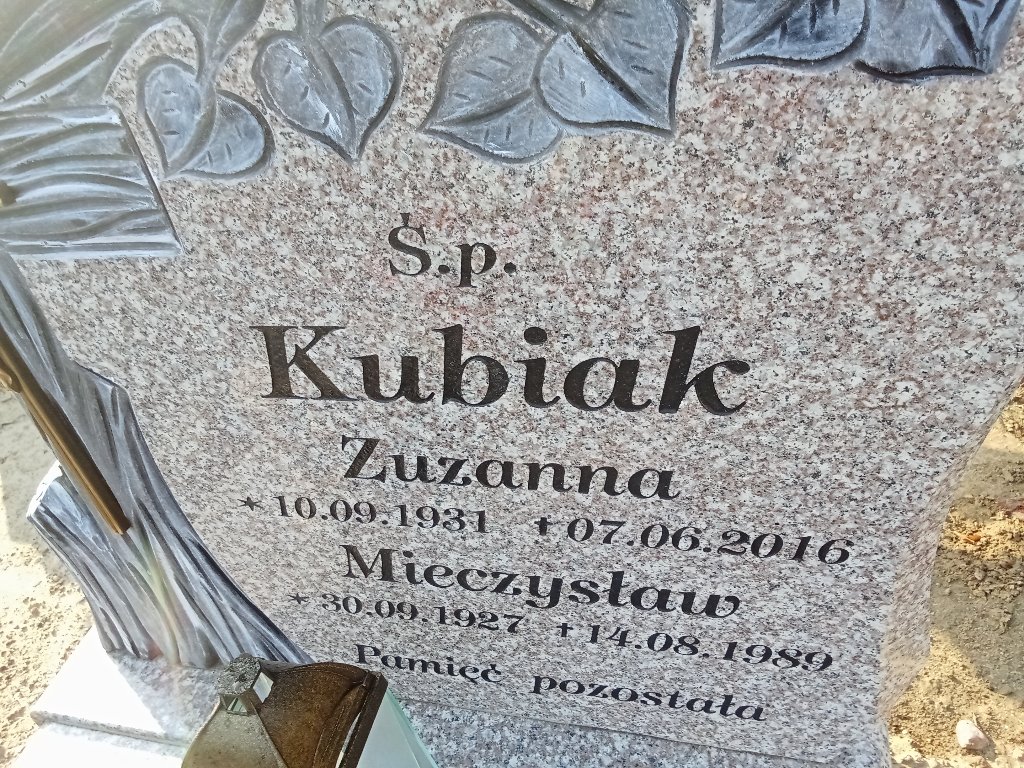 Ś.p.
Kubiak
Zuzanna
* 10.09.1931 † 07.06.2016
Mieczysław
* 30.09.1927 † 14.08.1989
Pamięć pozostała